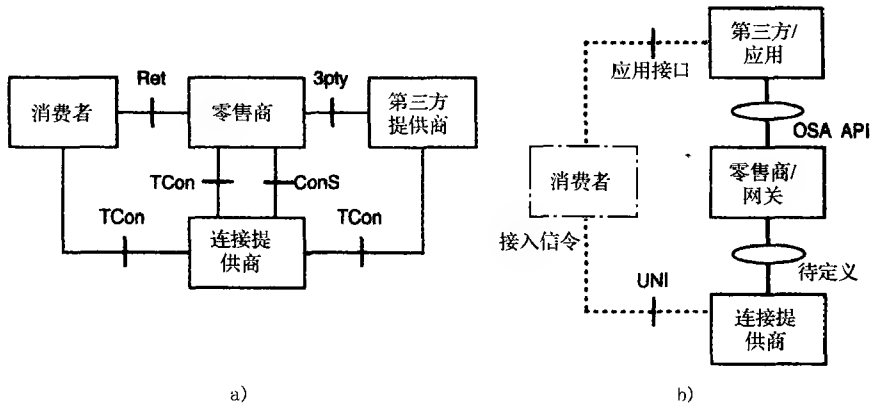 Ret
3pty
消费者
零售商
第三方
提供商
TCon
ConS
TCon
TCon
连接提
供商
a)
第三方/
应用
应用接口
OSA API
消费者
零售商/
网关
接入信令
待定义
UNI
连接提
供商
b)